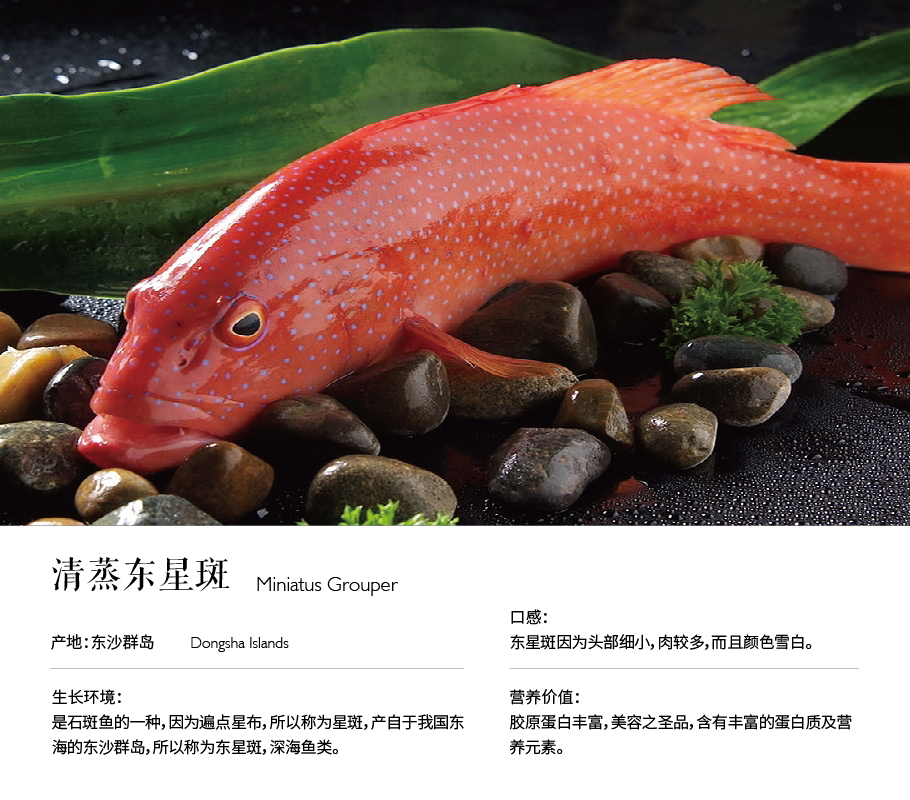 清蒸东星斑 Miniatus Grouper
产地：东沙群岛 Dongsha Islands
生长环境：
是石斑鱼的一种，因为遍点星布，所以称为星斑，产自于我国东
海的东沙群岛，所以称为东星斑，深海鱼类。
口感：
东星斑因为头部细小，肉较多，而且颜色雪白。
营养价值：
胶原蛋白丰富，美容之圣品，含有丰富的蛋白质及营
养元素。